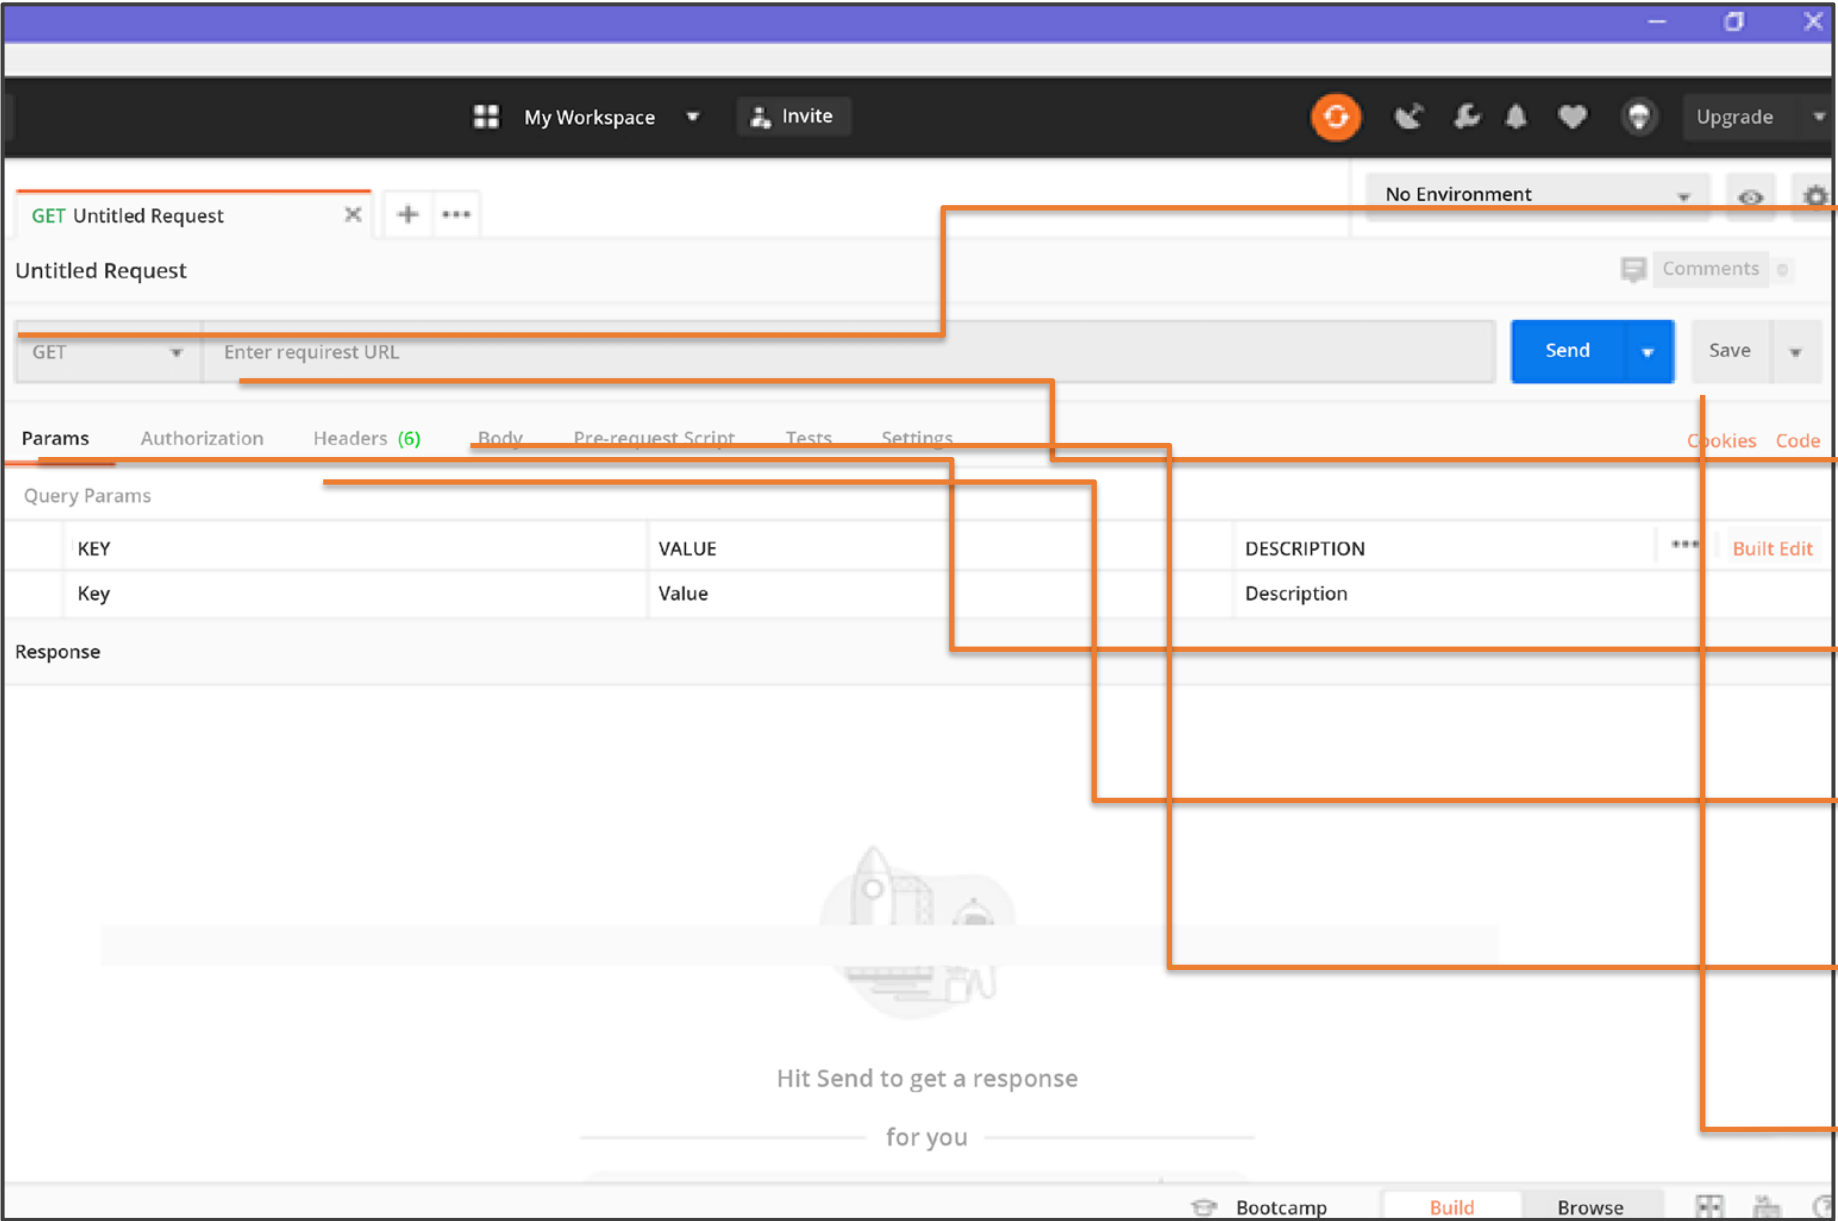 My Workspace Invite Upgrade
No Environment
GET Untitled Request
Untitled Request Comments 0
GET Enter requirest URL Send Save
Params Authorization Headers (6) Body Pre-request Script Tests Settings Cookies Code
Query Params
KEY VALUE DESCRIPTION Built Edit
Key Value Description
Response
Hit Send to get a response
for you
Bootcamp Build Browse